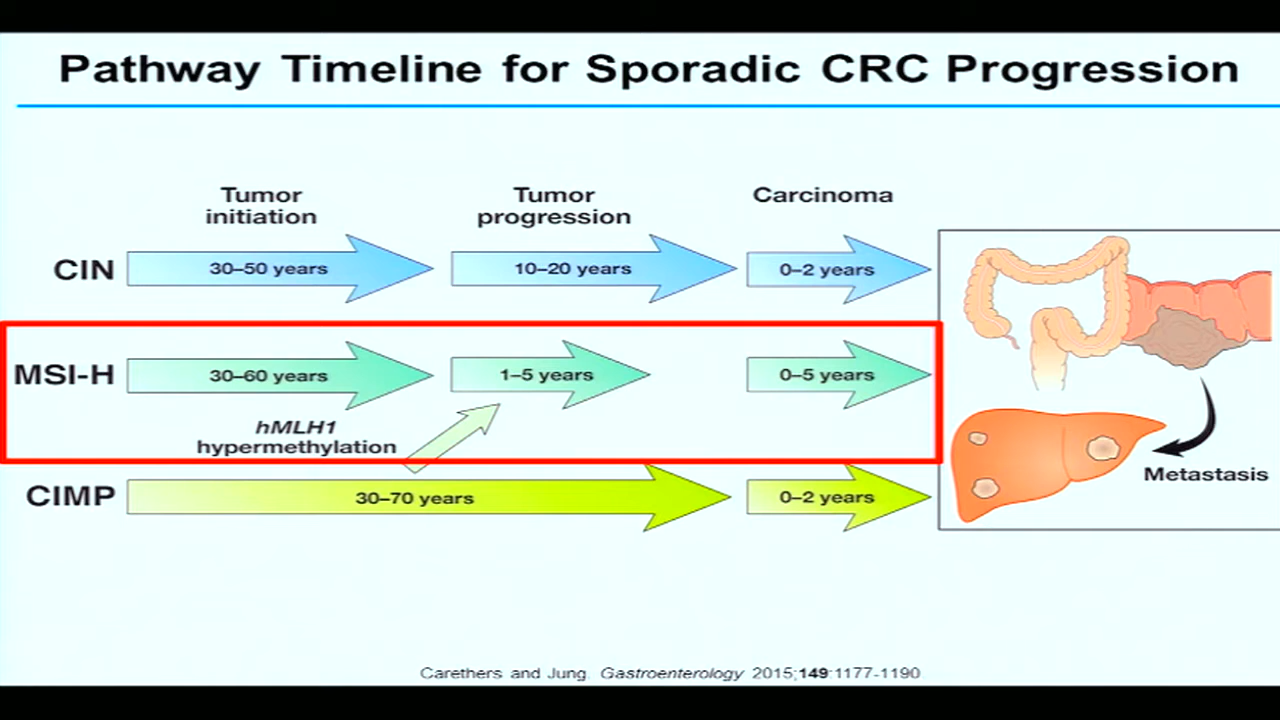 Pathway Timeline for Sporadic CRC Progression
Tumor
initiation
Tumor
progression
Carcinoma
CIN
30–50 years
10–20 years
0–2 years
MSI-H
30–60 years
1–5 years
0–5 years
hMLH1
hypermethylation
CIMP
30–70 years
0–2 years
Metastasis
Carethers and Jung. Gastroenterology 2015;149:1177-1190